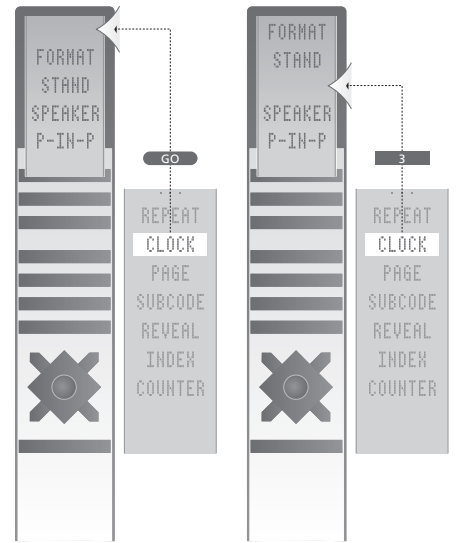 FORMAT
STAND
SPEAKER
P-IN-P
GO
REPEAT
CLOCK
PAGE
SUBCODE
REVEAL
INDEX
COUNTER
FORMAT
STAND
SPEAKER
P-IN-P
3
REPEAT
CLOCK
PAGE
SUBCODE
REVEAL
INDEX
COUNTER